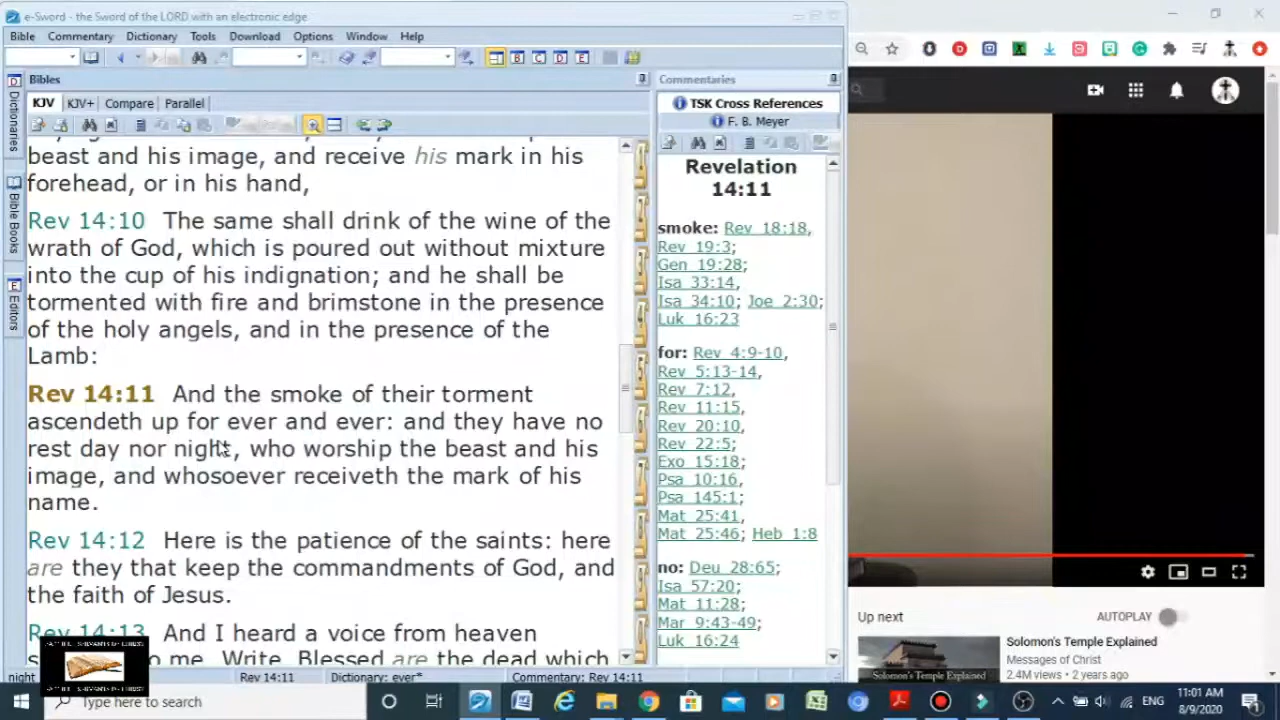 e-Sword - the Sword of the LORD with an electronic edge
Bible Commentary Dictionary Tools Download Options Window Help
B C D E
Bibles
KJV KJV+ Compare Parallel
D Dictionaries
Bible Books
E Editors
beast and his image, and receive his mark in his
forehead, or in his hand,
Rev 14:10 The same shall drink of the wine of the
wrath of God, which is poured out without mixture
into the cup of his indignation; and he shall be
tormented with fire and brimstone in the presence
of the holy angels, and in the presence of the
Lamb:
Rev 14:11 And the smoke of their torment
ascendeth up for ever and ever: and they have no
rest day nor night, who worship the beast and his
image, and whosoever receiveth the mark of his
name.
Rev 14:12 Here is the patience of the saints: here
are they that keep the commandments of God, and
the faith of Jesus.
Rev 14:13 And I heard a voice from heaven
o me, Write, Blessed are the dead which
night Rev 14:11 Dictionary: ever* Commentary: Rev 14:11
Commentaries
TSK Cross References
F. B. Meyer
Revelation
14:11
smoke: Rev 18:18,
Rev 19:3;
Gen 19:28;
Isa 33:14,
Isa 34:10; Joe 2:30;
Luk 16:23
for: Rev 4:9-10,
Rev 5:13-14,
Rev 7:12,
Rev 11:15,
Rev 20:10,
Rev 22:5;
Exo 15:18;
Psa 10:16,
Psa 145:1;
Mat 25:41,
Mat 25:46; Heb 1:8
no: Deu 28:65;
Isa 57:20;
Mat 11:28;
Mar 9:43-49;
Luk 16:24
Up next AUTOPLAY
Solomon's Temple Explained
Solomon's Temple Explained
Messages of Christ
2.4M views • 2 years ago
Type here to search
ENG
11:01 AM
8/9/2020